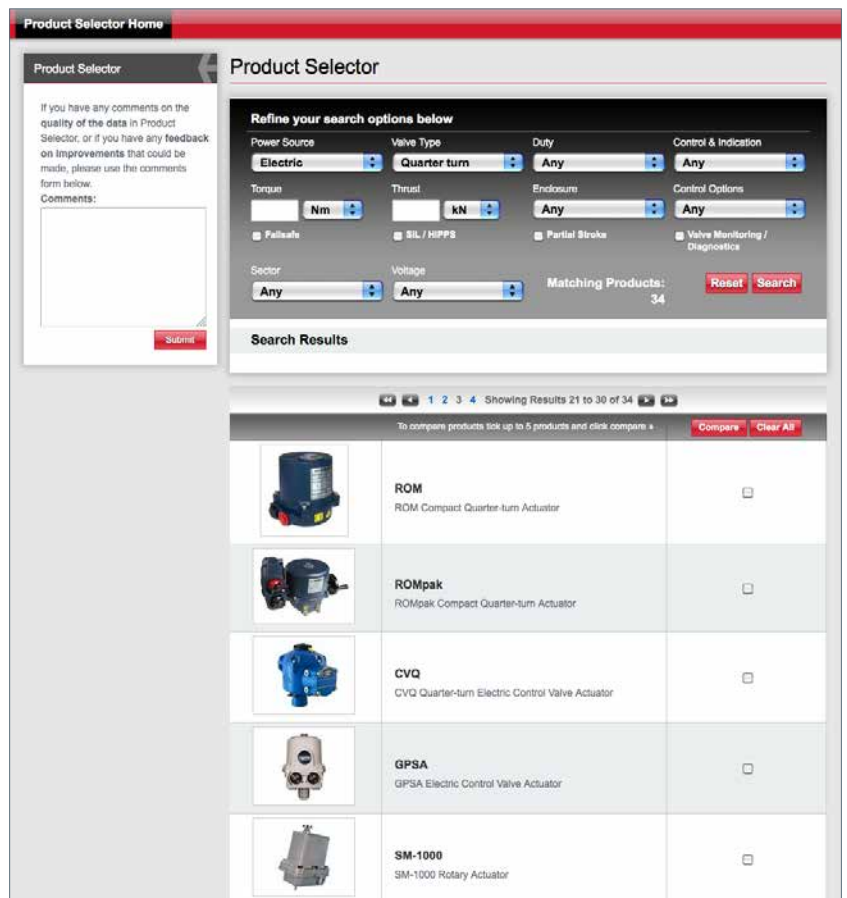 Product Selector Home
Product Selector
If you have any comments on the
quality of the data in Product
Selector, or if you have any feedback
on improvements that could be
made, please use the comments
form below.
Comments:
Submit
Product Selector
Refine your search options below
Power Source Valve Type Duty Control & Indication
Electric Quarter turn Any Any
Torque Thrust Enclosure Control Options
Nm kN Any Any
Failsafe SIL / HIPPS Partial Stroke Valve Monitoring /
Diagnostics
Sector Voltage
Any Any
Matching Products:
34
Reset Search
Search Results
1 2 3 4 Showing Results 21 to 30 of 34
To compare products tick up to 5 products and click compare »
Compare Clear All
ROM
ROM Compact Quarter-turn Actuator
ROMpak
ROMpak Compact Quarter-turn Actuator
CVQ
CVQ Quarter-turn Electric Control Valve Actuator
GPSA
GPSA Electric Control Valve Actuator
SM-1000
SM-1000 Rotary Actuator